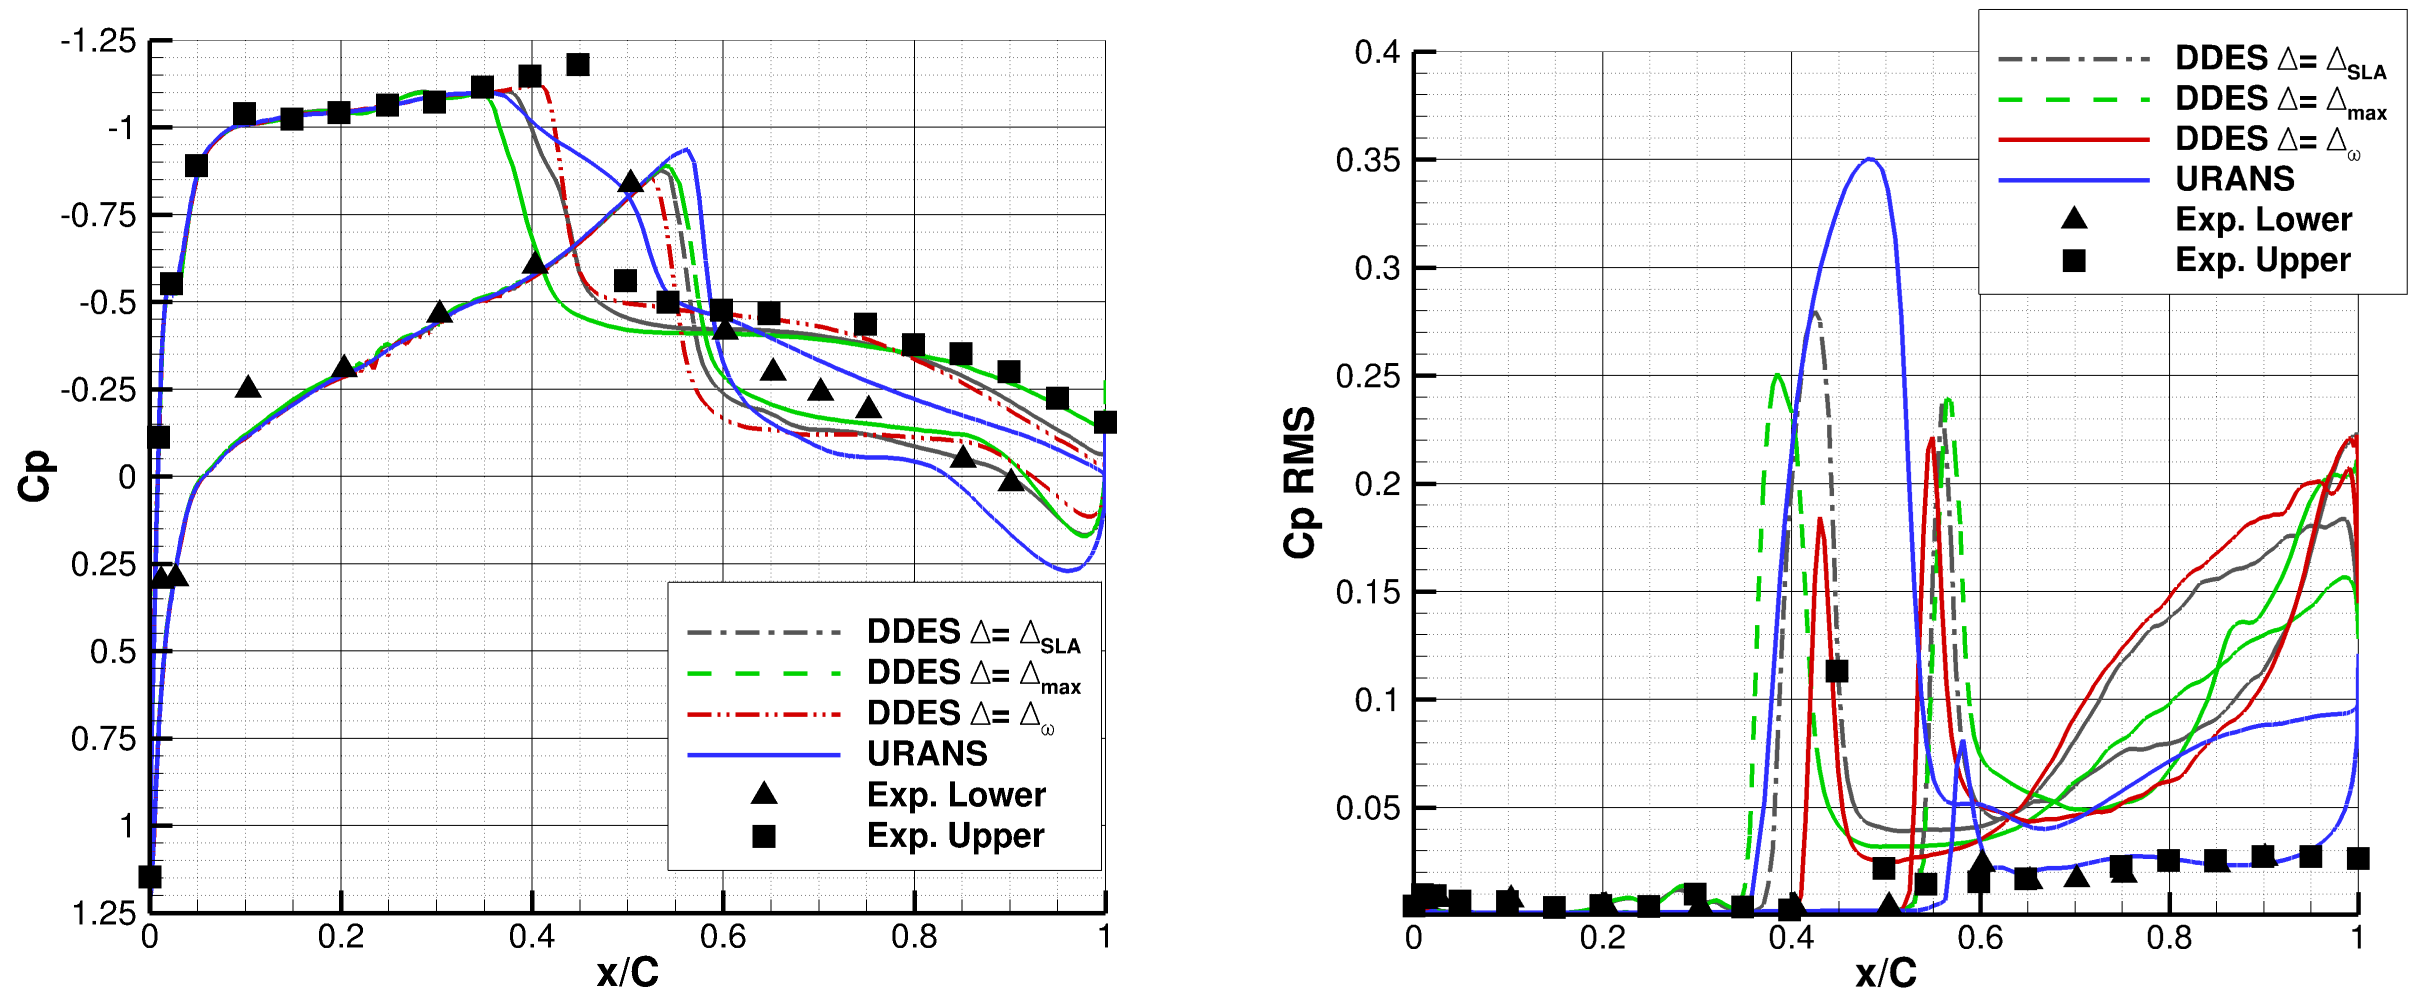 -1.25
-1
-0.75
-0.5
-0.25
0
0.25
0.5
0.75
1
1.25
Cp
0 0.2 0.4 0.6 0.8 1
x/C
DDES Δ= Δ_SLA
DDES Δ= Δ_max
DDES Δ= Δ_ω
URANS
Exp. Lower
Exp. Upper
0.4
0.35
0.3
0.25
0.2
0.15
0.1
0.05
Cp RMS
0 0.2 0.4 0.6 0.8 1
x/C
DDES Δ= Δ_SLA
DDES Δ= Δ_max
DDES Δ= Δ_ω
URANS
Exp. Lower
Exp. Upper